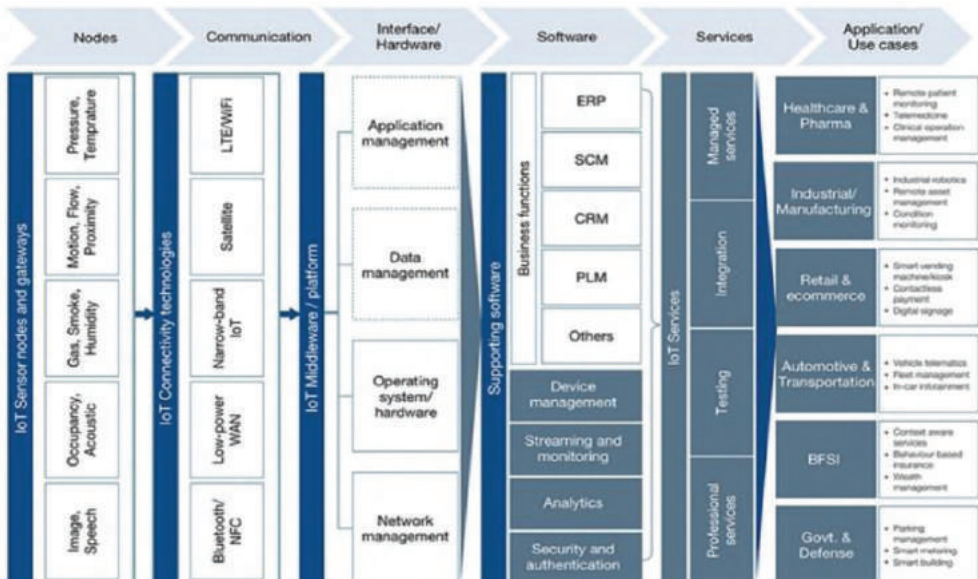 Nodes
Communication
Interface/
Hardware
Software
Services
Application/
Use cases
IoT Sensor nodes and gateways
Pressure,
Temprature
Motion, Flow,
Proximity
Gas, Smoke,
Humidity
Occupancy,
Acoustic
Image,
Speech
IoT Connectivity technologies
LTE/WiFi
Satellite
Narrow-band
IoT
Low-power
WAN
Bluetooth/
NFC
IoT Middleware / platform
Application
management
Data
management
Operating
system/
hardware
Network
management
Supporting software
Business functions
ERP
SCM
CRM
PLM
Others
Device
management
Streaming and
monitoring
Analytics
Security and
authentication
IoT Services
Managed
services
Integration
Testing
Professional
services
Healthcare &
Pharma
• Remote patient
monitoring
• Telemedicine
• Clinical operation
management
Industrial/
Manufacturing
• Industrial robotics
• Remote asset
management
• Condition
monitoring
Retail &
ecommerce
• Smart vending
machine/kiosk
• Contactless
payment
• Digital signage
Automotive &
Transportation
• Vehicle telematics
• Fleet management
• In-car infotainment
BFSI
• Context aware
services
• Behaviour based
insurance
• Wealth
management
Govt. &
Defense
• Parking
management
• Smart metering
• Smart building